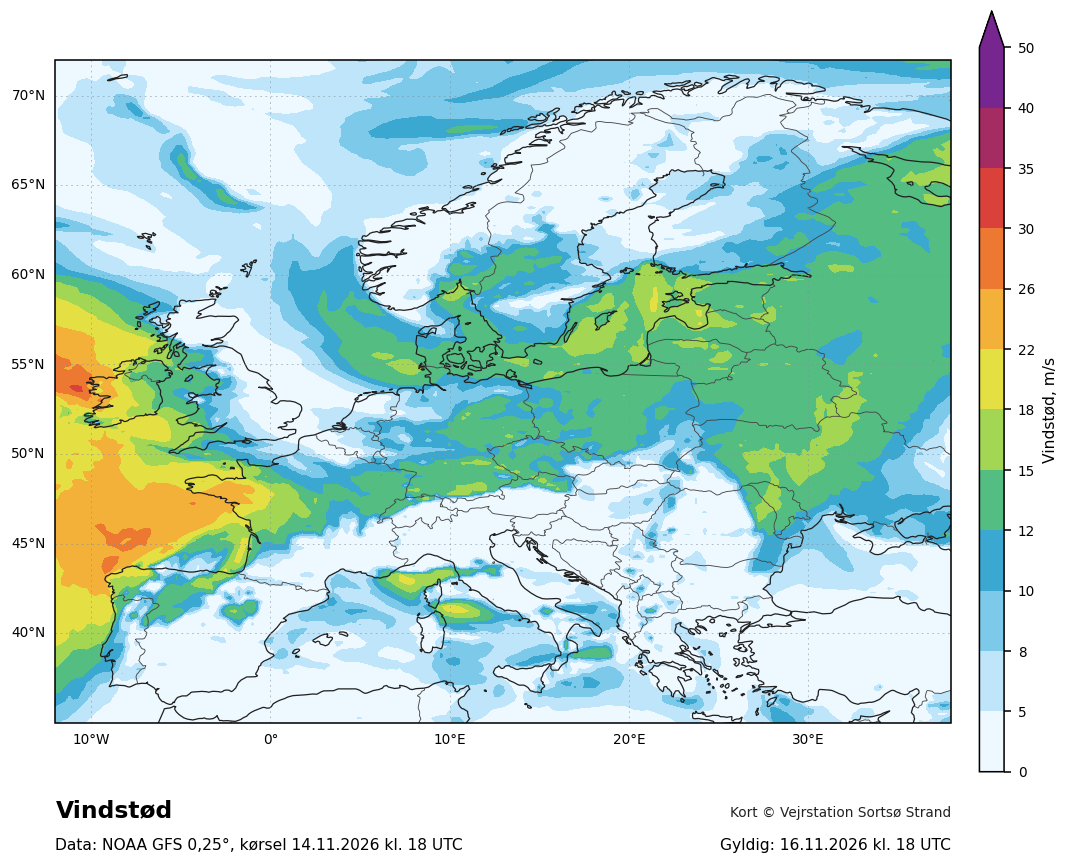 50
40
35
30
26
22
18
15
12
10
8
5
0
Vindstød, m/s
70°N
65°N
60°N
55°N
50°N
45°N
40°N
10°W
0°
10°E
20°E
30°E
Vindstød
Kort © Vejrstation Sortsø Strand
Data: NOAA GFS 0,25°, kørsel 14.11.2026 kl. 18 UTC
Gyldig: 16.11.2026 kl. 18 UTC